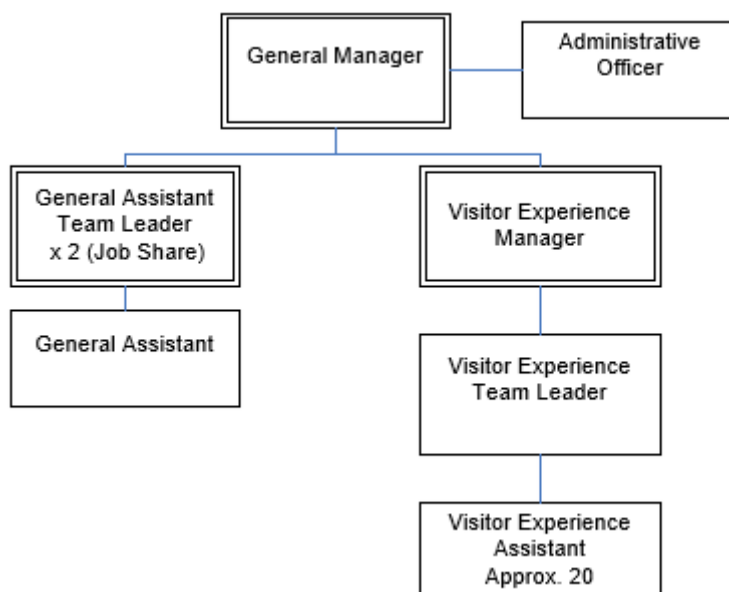 General Manager
Administrative
Officer
General Assistant
Team Leader
x 2 (Job Share)
Visitor Experience
Manager
General Assistant
Visitor Experience
Team Leader
Visitor Experience
Assistant
Approx. 20